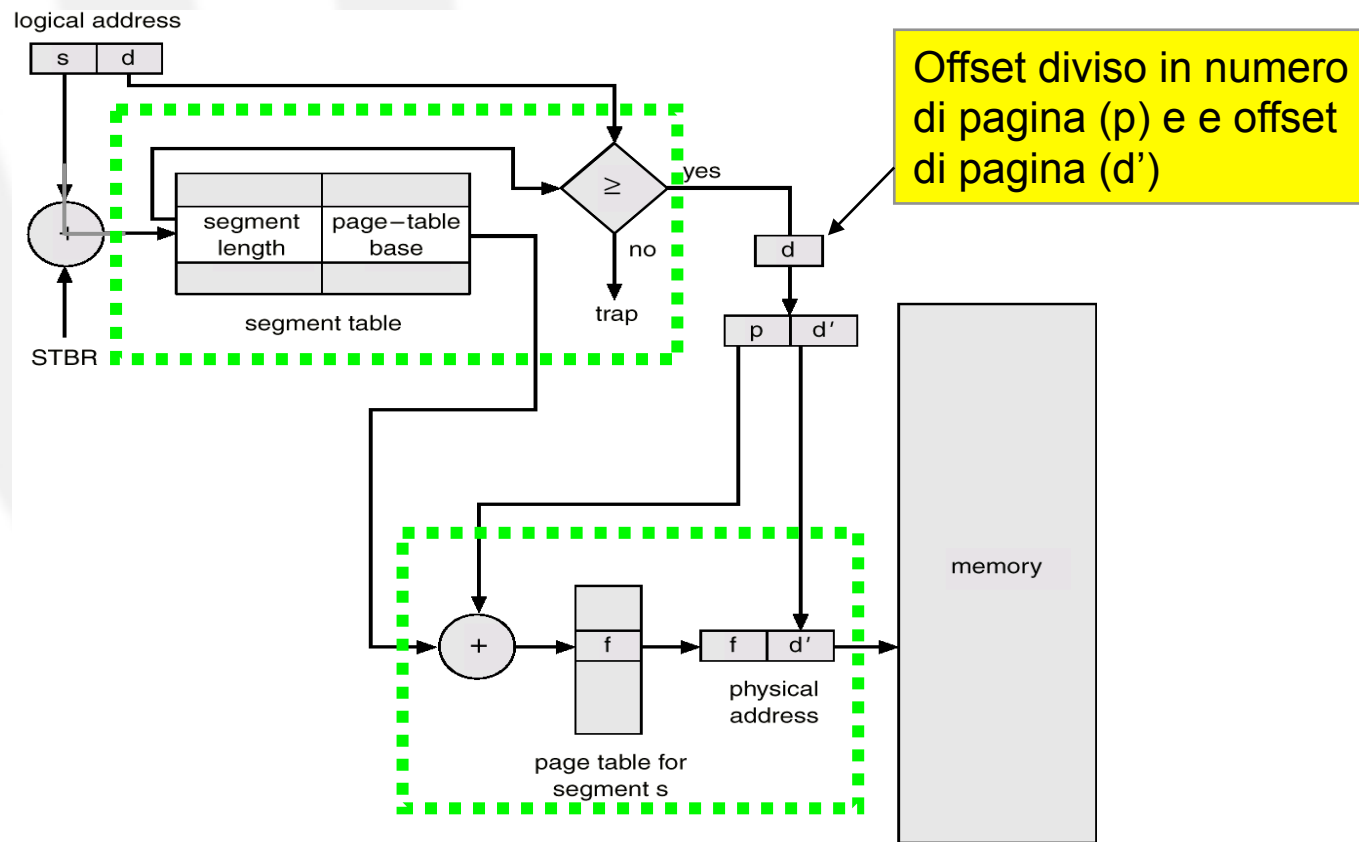 logical address
s d
Offset diviso in numero
di pagina (p) e e offset
di pagina (d’)
≥
yes
segment
length
page–table
base
+
d
no
trap
segment table
p d′
STBR
memory
+
f
f d′
physical
address
page table for
segment s